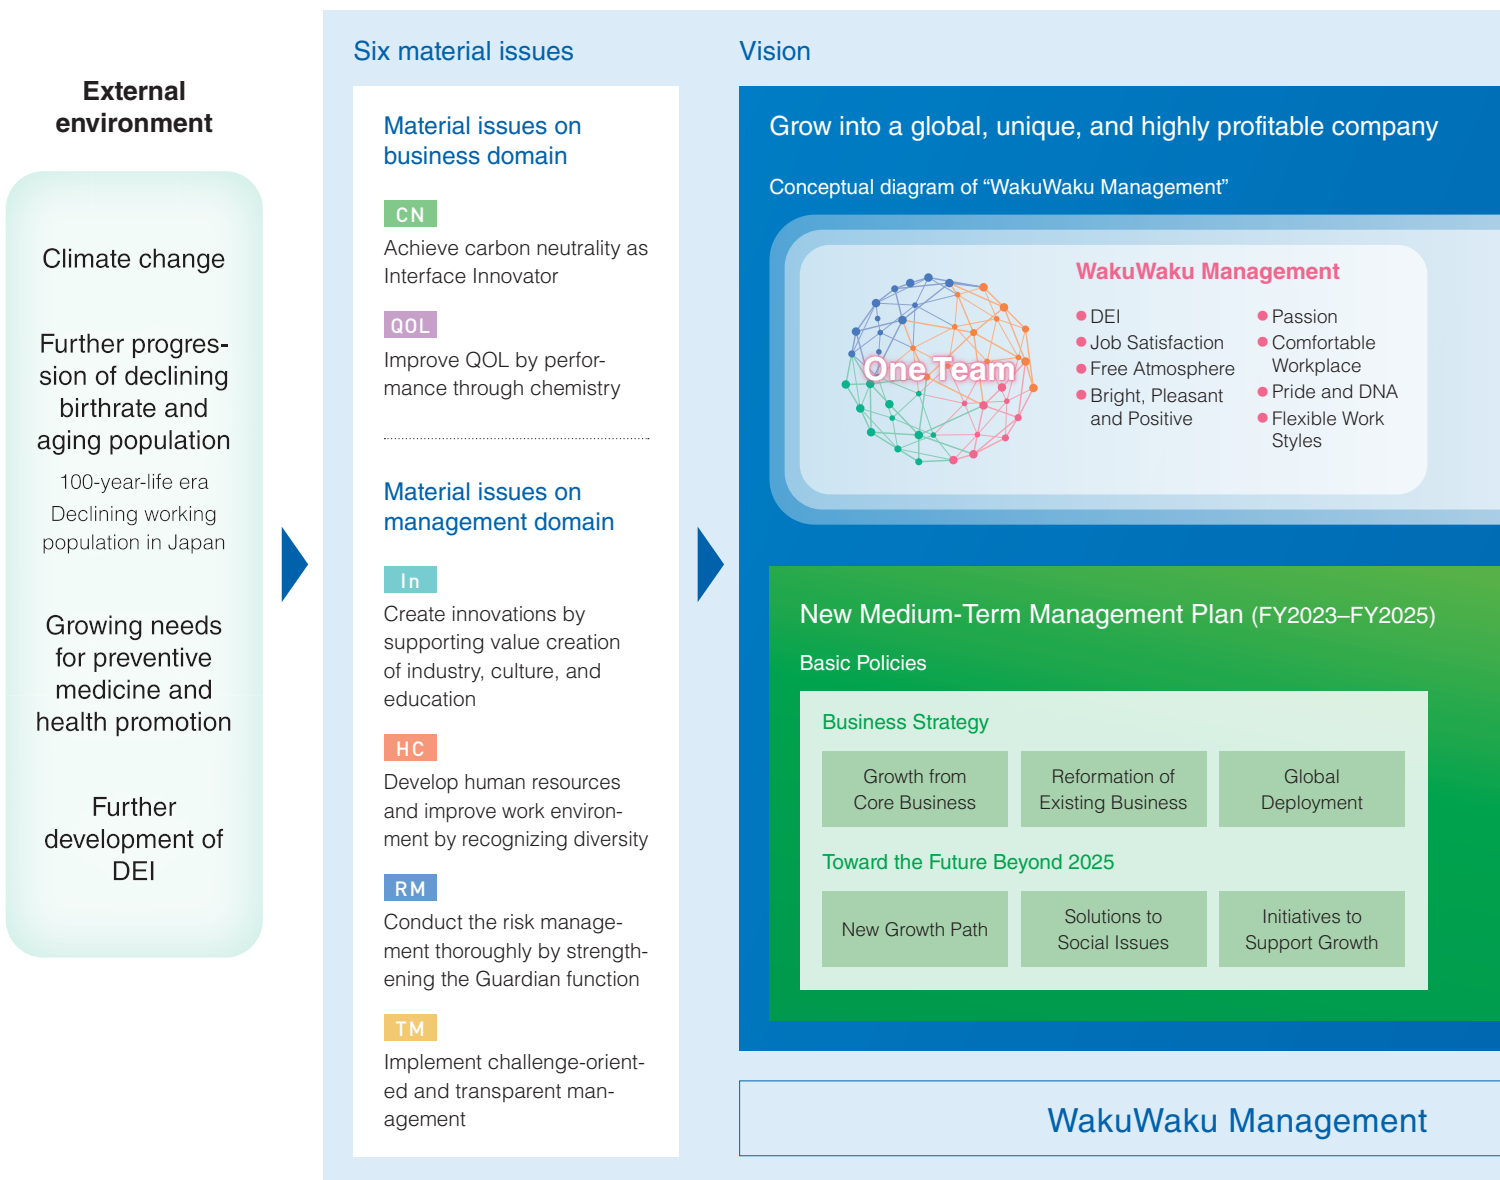 External
environment
Climate change
Further progres-
sion of declining
birthrate and
aging population
100-year-life era
Declining working
population in Japan
Growing needs
for preventive
medicine and
health promotion
Further
development of
DEI
Six material issues
Material issues on
business domain
CN
Achieve carbon neutrality as
Interface Innovator
QOL
Improve QOL by perfor-
mance through chemistry
Material issues on
management domain
In
Create innovations by
supporting value creation
of industry, culture, and
education
HC
Develop human resources
and improve work environ-
ment by recognizing diversity
RM
Conduct the risk manage-
ment thoroughly by strength-
ening the Guardian function
TM
Implement challenge-orient-
ed and transparent man-
agement
Vision
Grow into a global, unique, and highly profitable company
Conceptual diagram of “WakuWaku Management”
One Team
WakuWaku Management
DEI
Job Satisfaction
Free Atmosphere
Bright, Pleasant
and Positive
Passion
Comfortable
Workplace
Pride and DNA
Flexible Work
Styles
New Medium-Term Management Plan (FY2023–FY2025)
Basic Policies
Business Strategy
Growth from
Core Business
Reformation of
Existing Business
Global
Deployment
Toward the Future Beyond 2025
New Growth Path
Solutions to
Social Issues
Initiatives to
Support Growth
WakuWaku Management